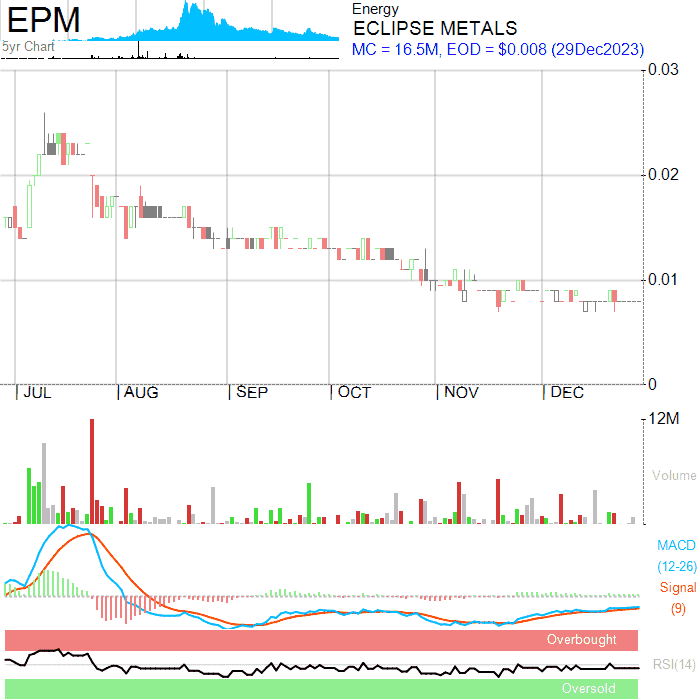 EPM
5yr Chart
Energy
ECLIPSE METALS
MC = 16.5M, EOD = $0.008 (29Dec2023)
0.03
0.02
0.01
0
JUL AUG SEP OCT NOV DEC
12M
Volume
MACD
(12-26)
Signal
(9)
Overbought
RSI(14)
Oversold